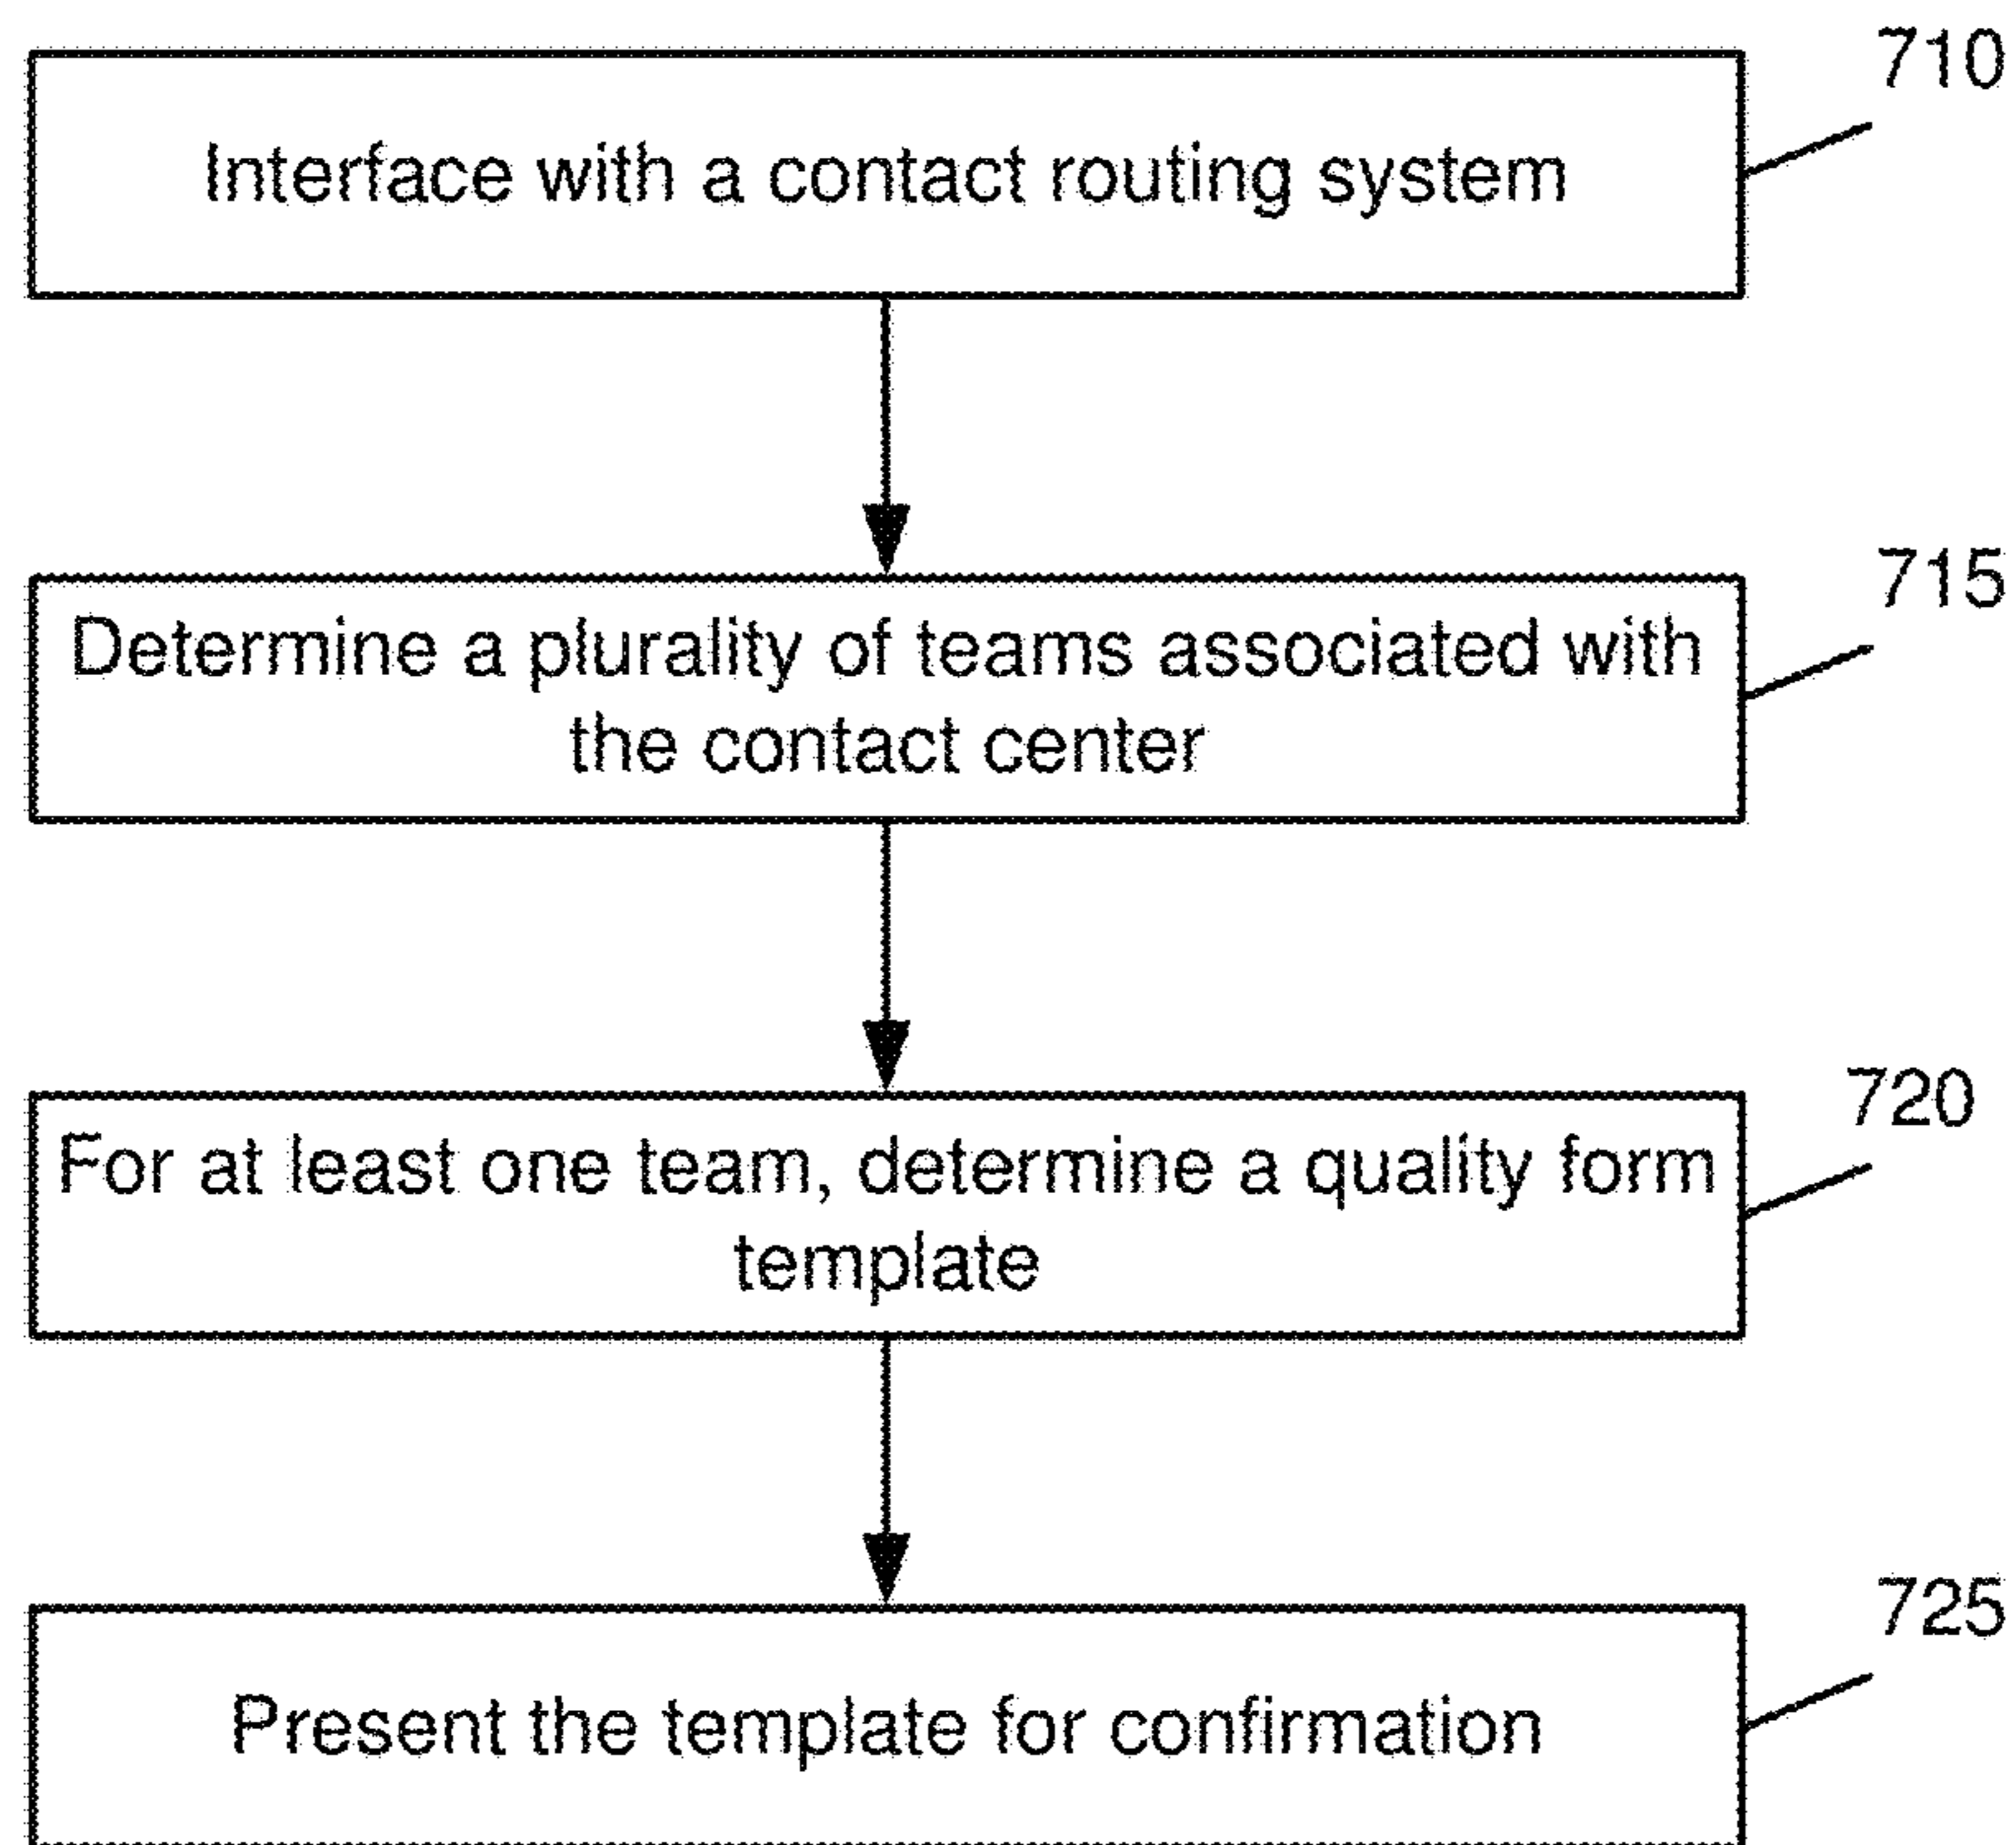 710
Interface with a contact routing system
715
Determine a plurality of teams associated with
the contact center
720
For at least one team, determine a quality form
template
725
Present the template for confirmation